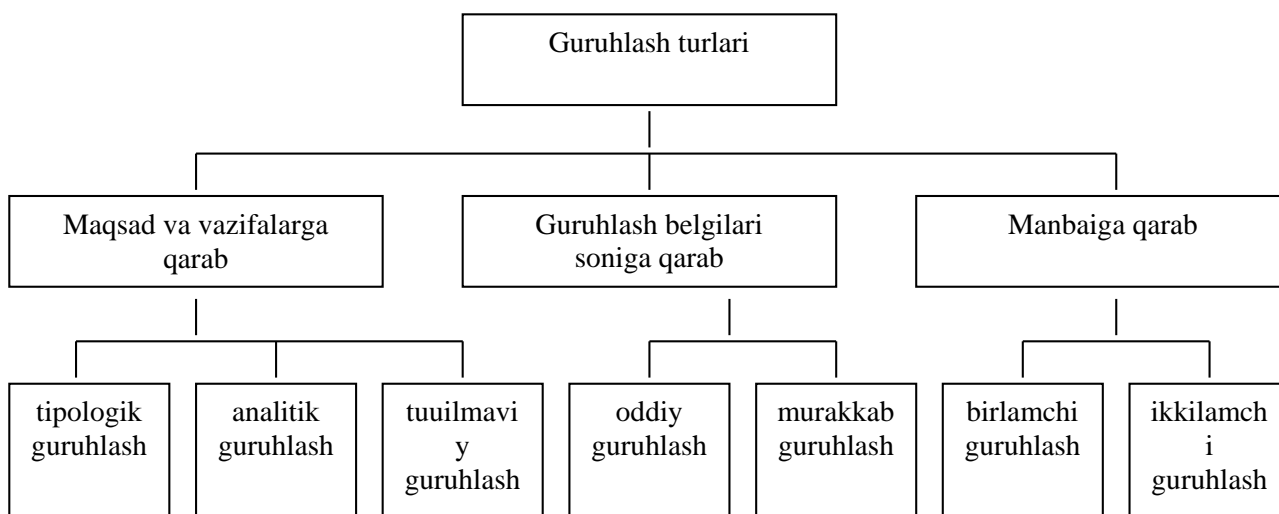 Guruhlash turlari
Maqsad va vazifalarga
qarab
Guruhlash belgilari
soniga qarab
Manbaiga qarab
tipologik
guruhlash
analitik
guruhlash
tuuilmavi
y
guruhlash
oddiy
guruhlash
murakkab
guruhlash
birlamchi
guruhlash
ikkilamch
i
guruhlash